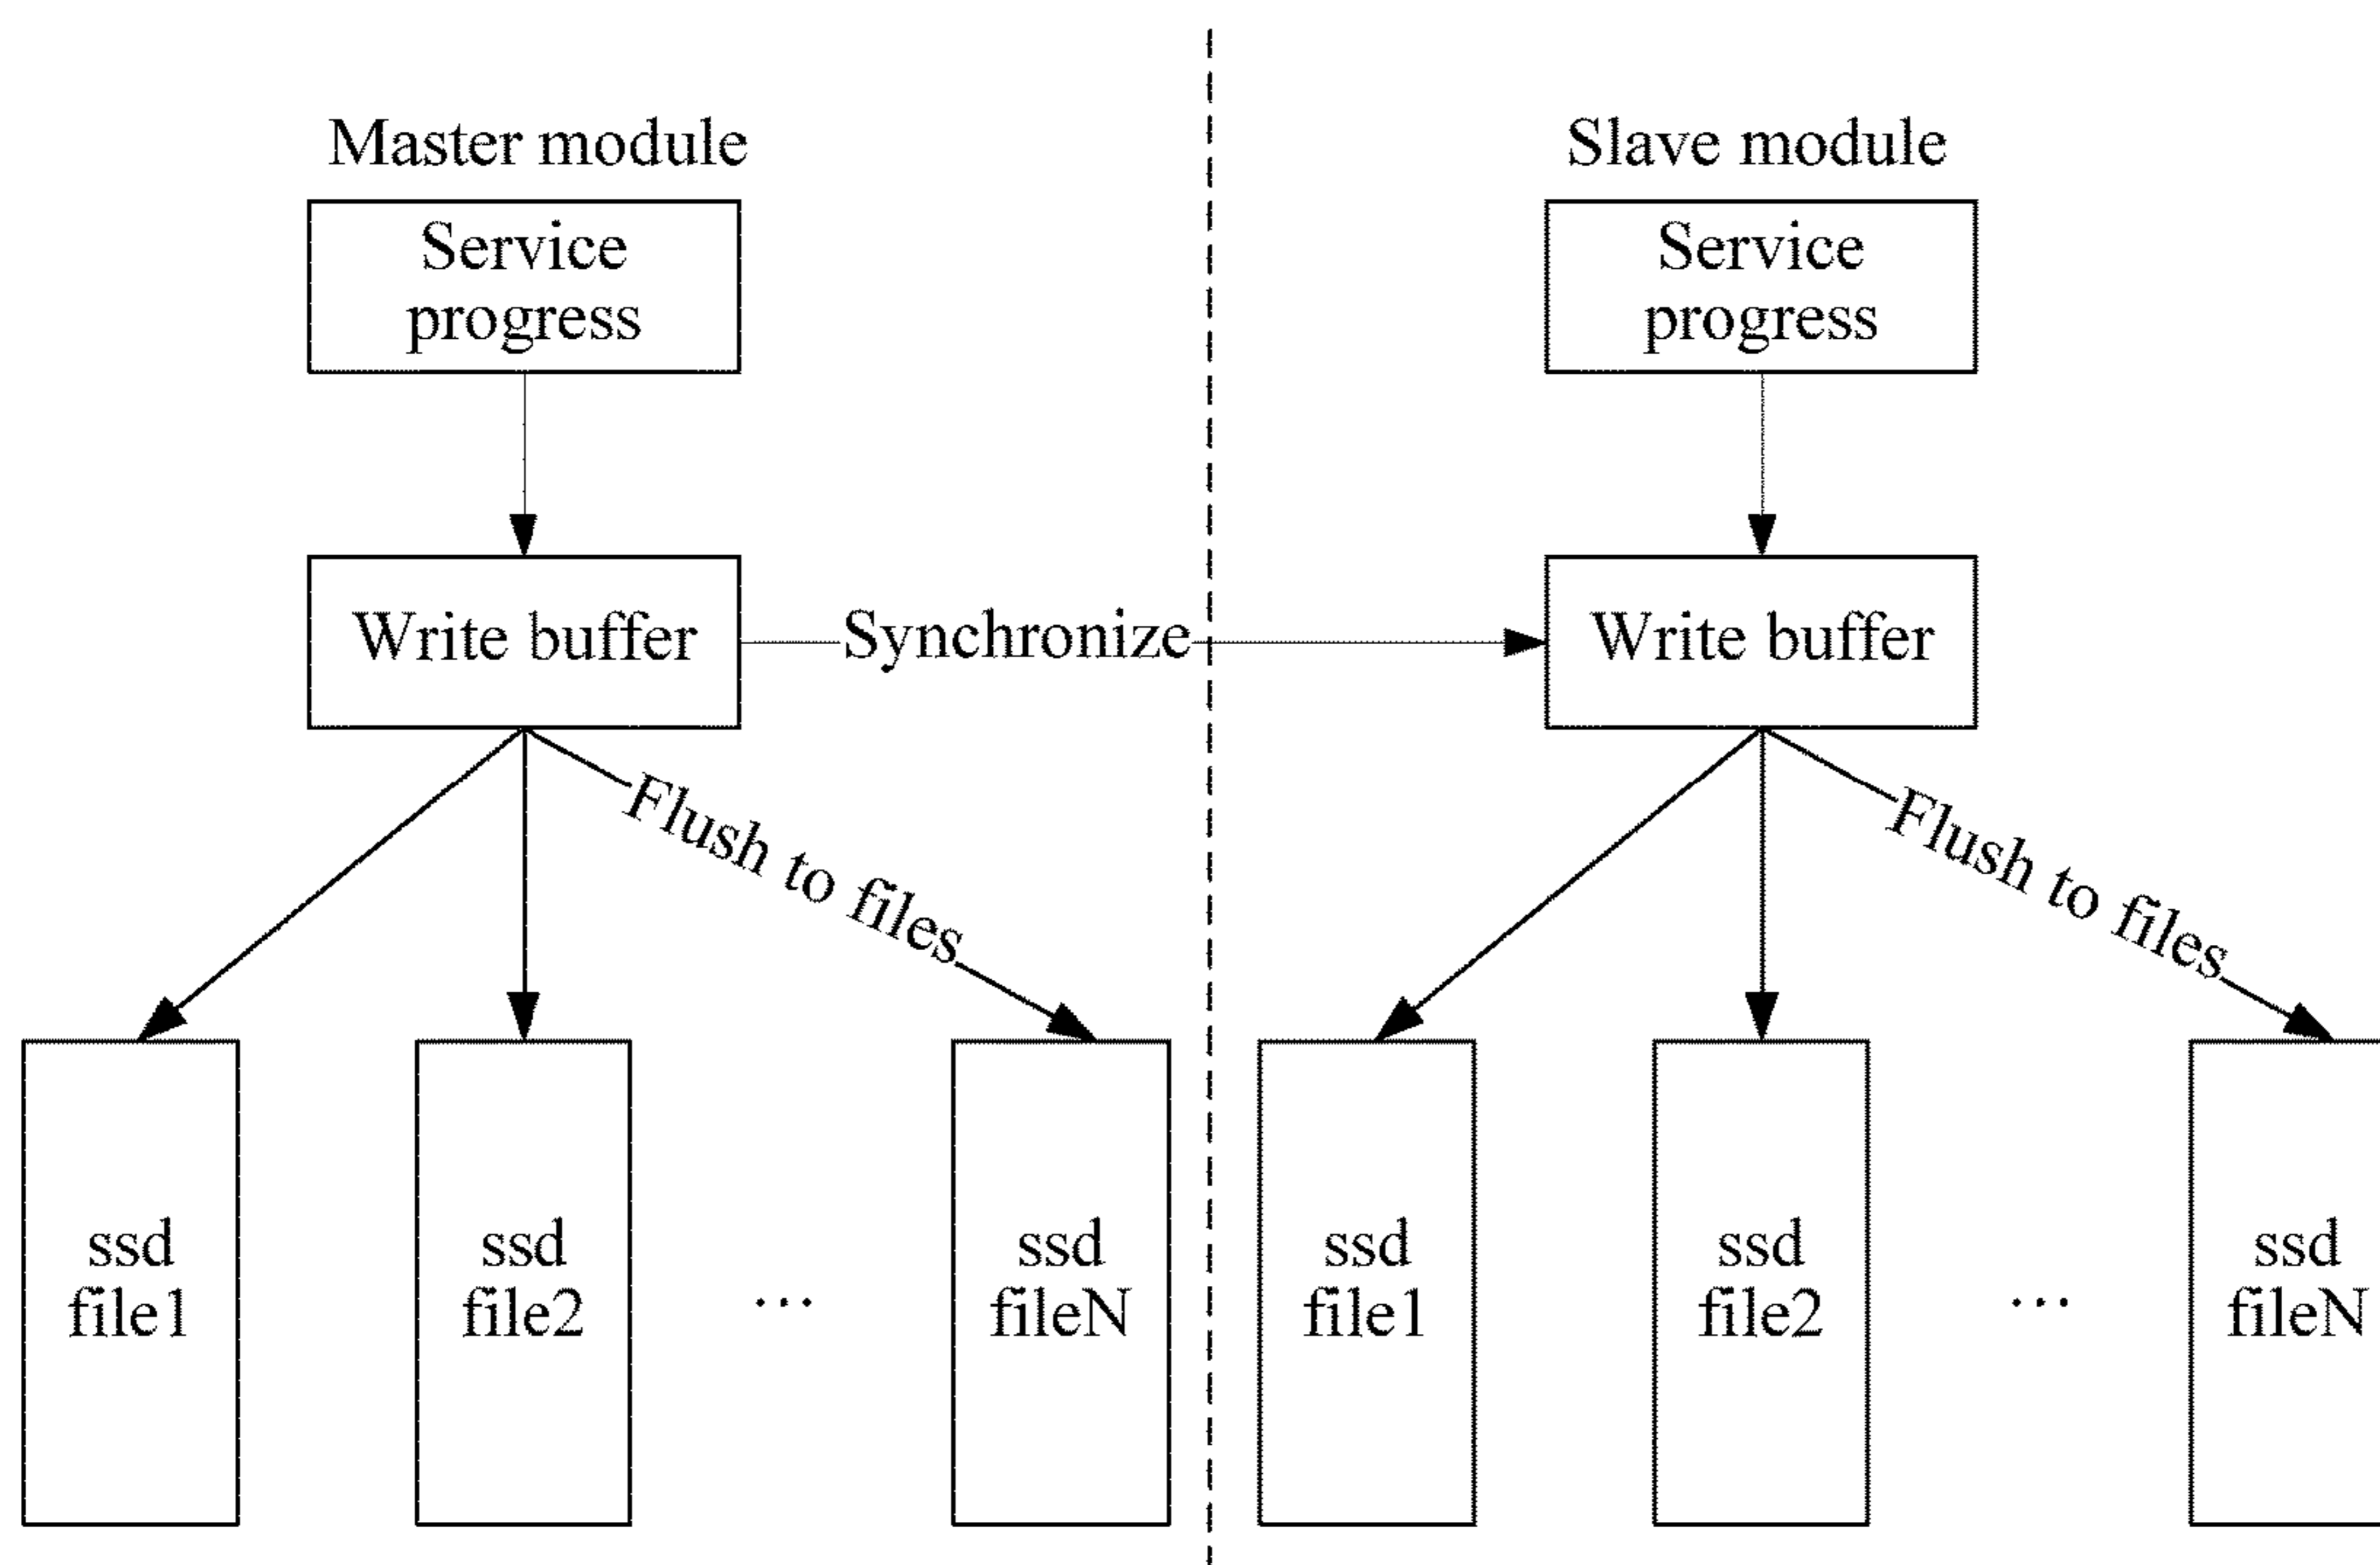 Master module
Slave module
Service
progress
Service
progress
Write buffer
Synchronize
Write buffer
Flush to files
Flush to files
ssd
file1
ssd
file2
...
ssd
fileN
ssd
file1
ssd
file2
...
ssd
fileN